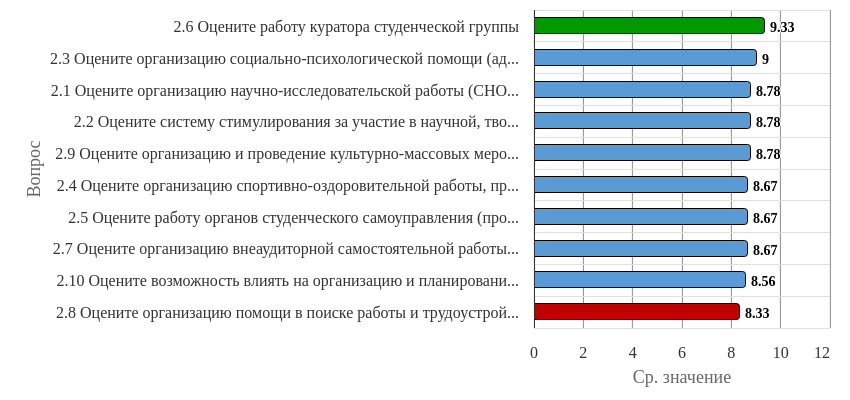 2.6 Оцените работу куратора студенческой группы 9.33
2.3 Оцените организацию социально-психологической помощи (ад... 9
2.1 Оцените организацию научно-исследовательской работы (СНО... 8.78
2.2 Оцените систему стимулирования за участие в научной, тво... 8.78
2.9 Оцените организацию и проведение культурно-массовых меро... 8.78
2.4 Оцените организацию спортивно-оздоровительной работы, пр... 8.67
2.5 Оцените работу органов студенческого самоуправления (про... 8.67
2.7 Оцените организацию внеаудиторной самостоятельной работы... 8.67
2.10 Оцените возможность влиять на организацию и планировани... 8.56
2.8 Оцените организацию помощи в поиске работы и трудоустрой... 8.33
Вопрос
0 2 4 6 8 10 12
Ср. значение